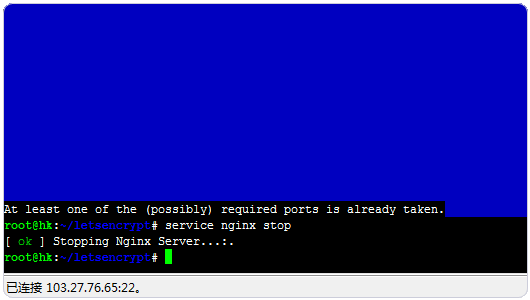 At least one of the (possibly) required ports is already taken.
root@hk:~/letsencrypt# service nginx stop
[ ok ] Stopping Nginx Server...:.
root@hk:~/letsencrypt#
已连接 103.27.76.65:22。